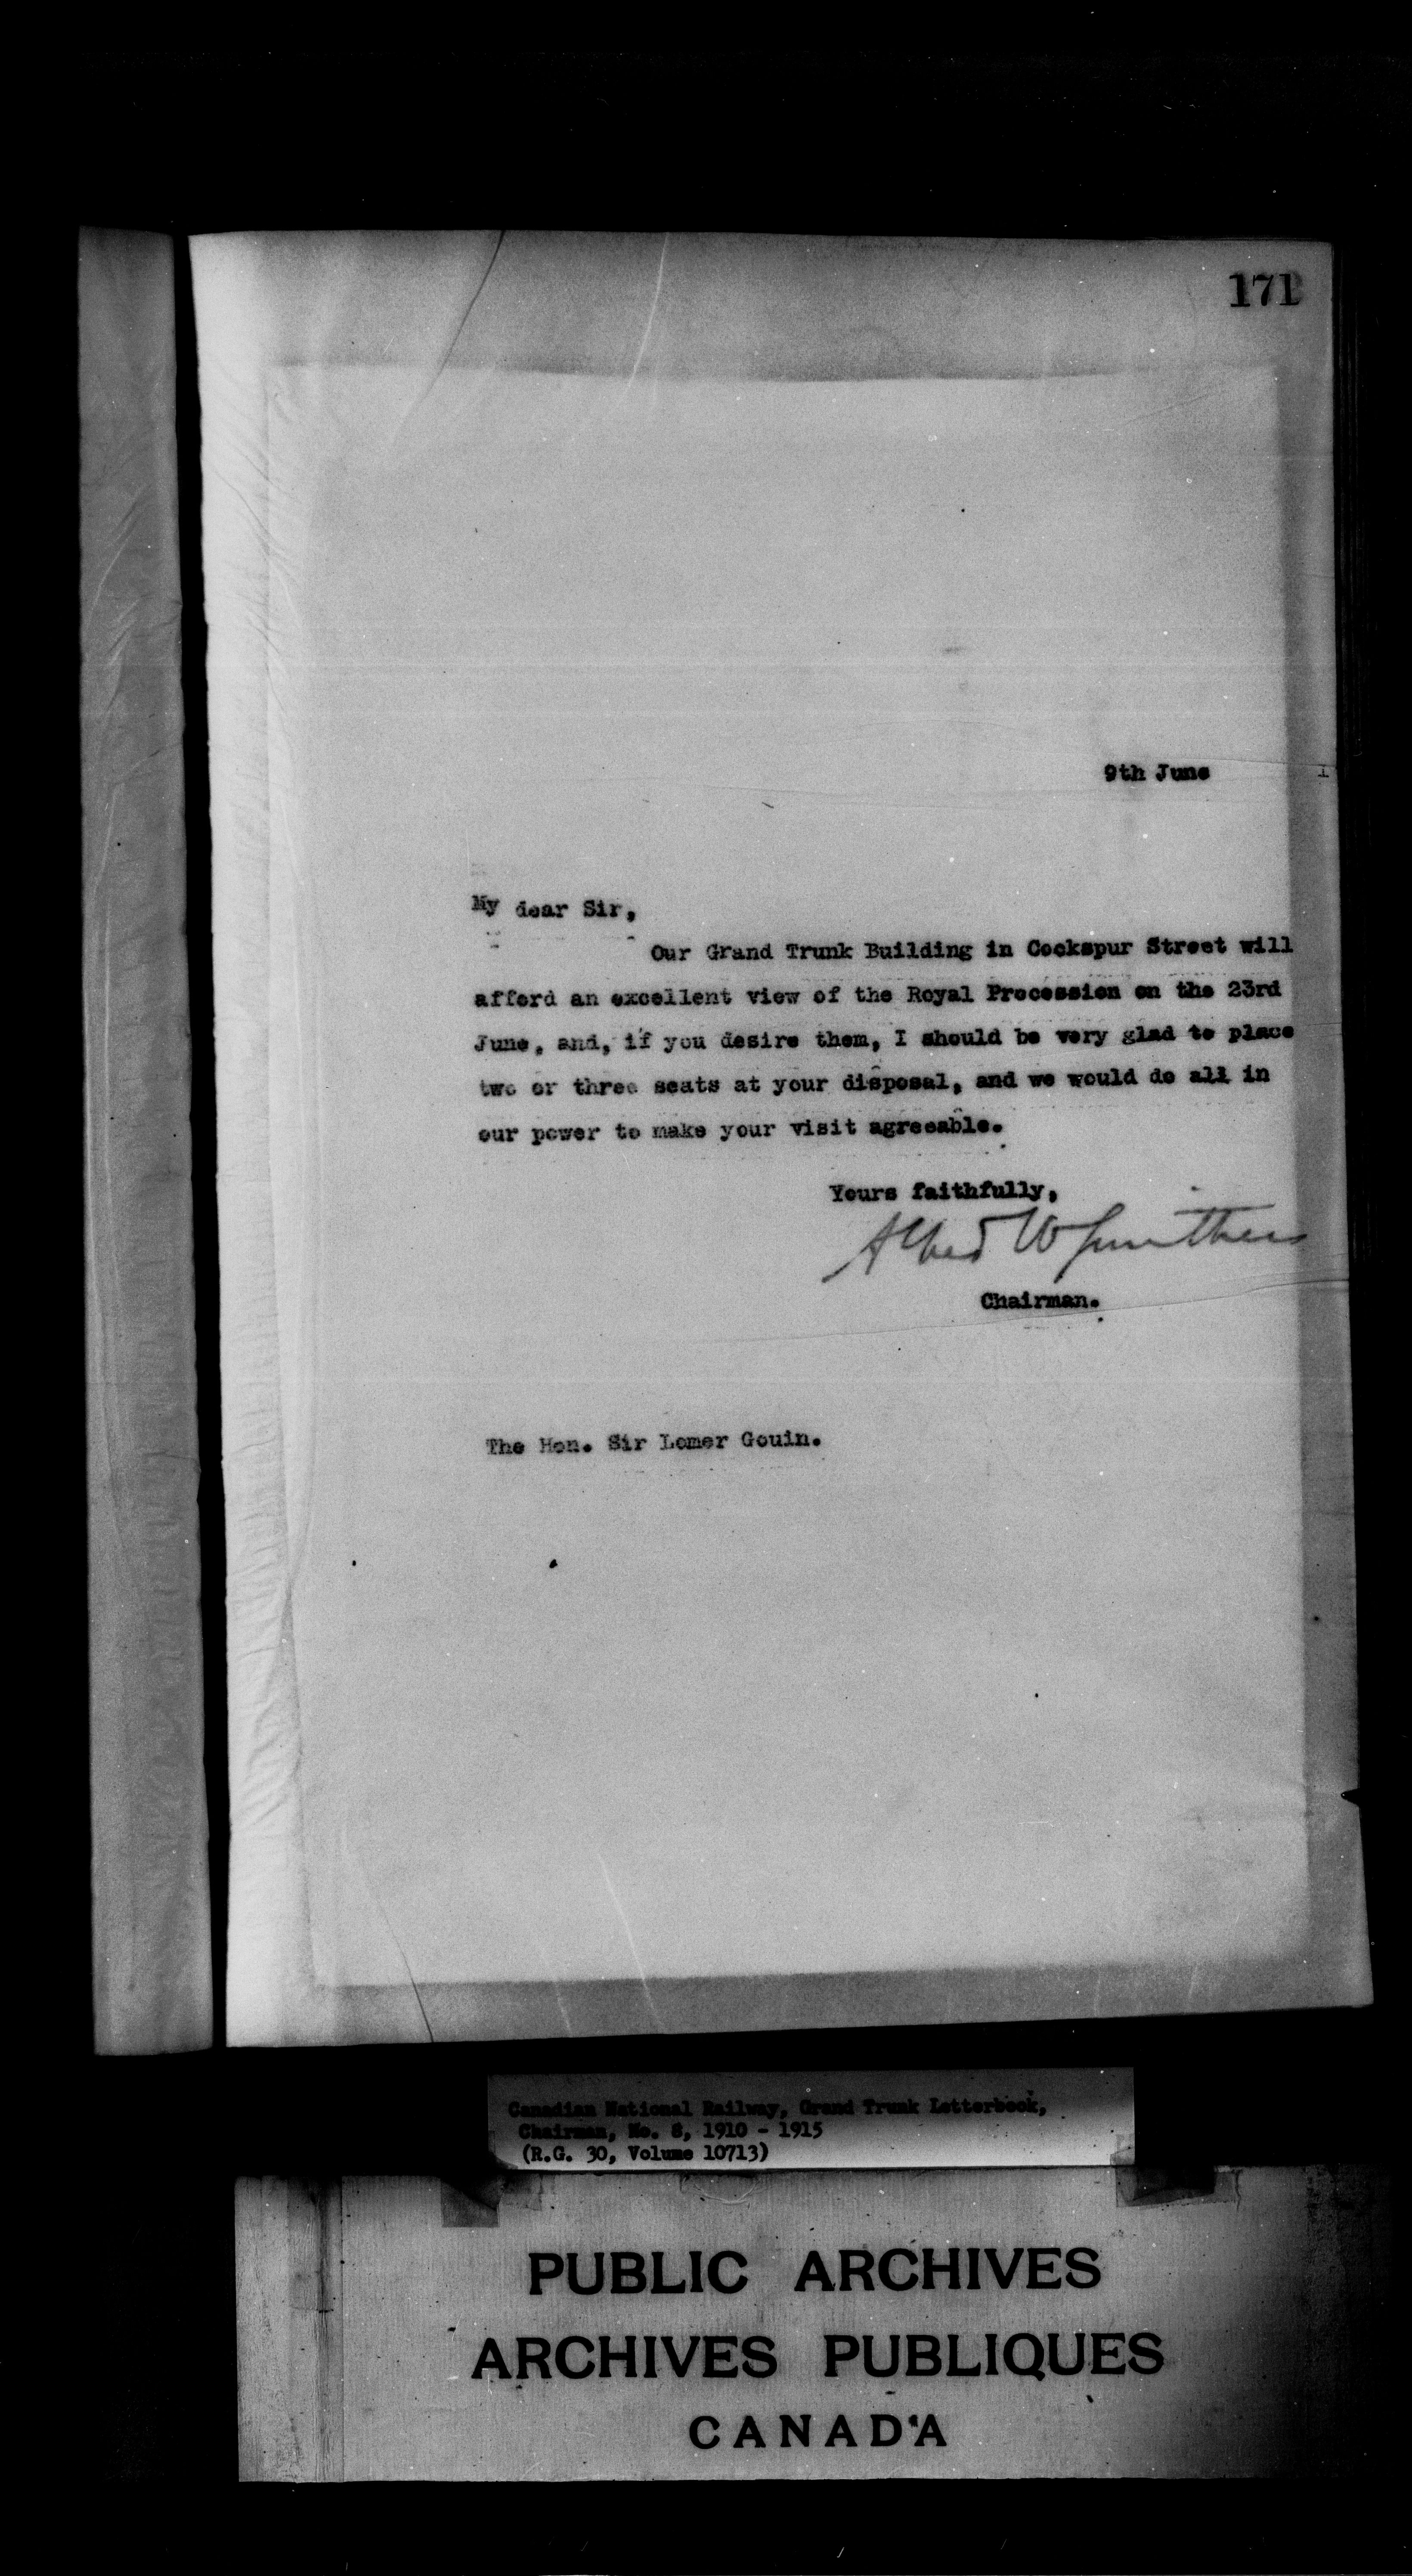 171
9th June 1
My dear Sir,
Our Grand Trunk Building in Cockspur Street will
afford an excellent view of the Royal Procession on the 23rd
June, and, if you desire them, I should be very glad to place
two or three seats at your disposal, and we would do all in
our power to make your visit agreeable.
Yours faithfully,
Alfred W Smithers
Chairman.
The Hon. Sir Lomer Gouin.
Canadian National Railway, Grand Trunk Letterbook,
Chairman, No. 8, 1910 - 1915
(R.G. 30, Volume 10713)
PUBLIC ARCHIVES
ARCHIVES PUBLIQUES
CANADA